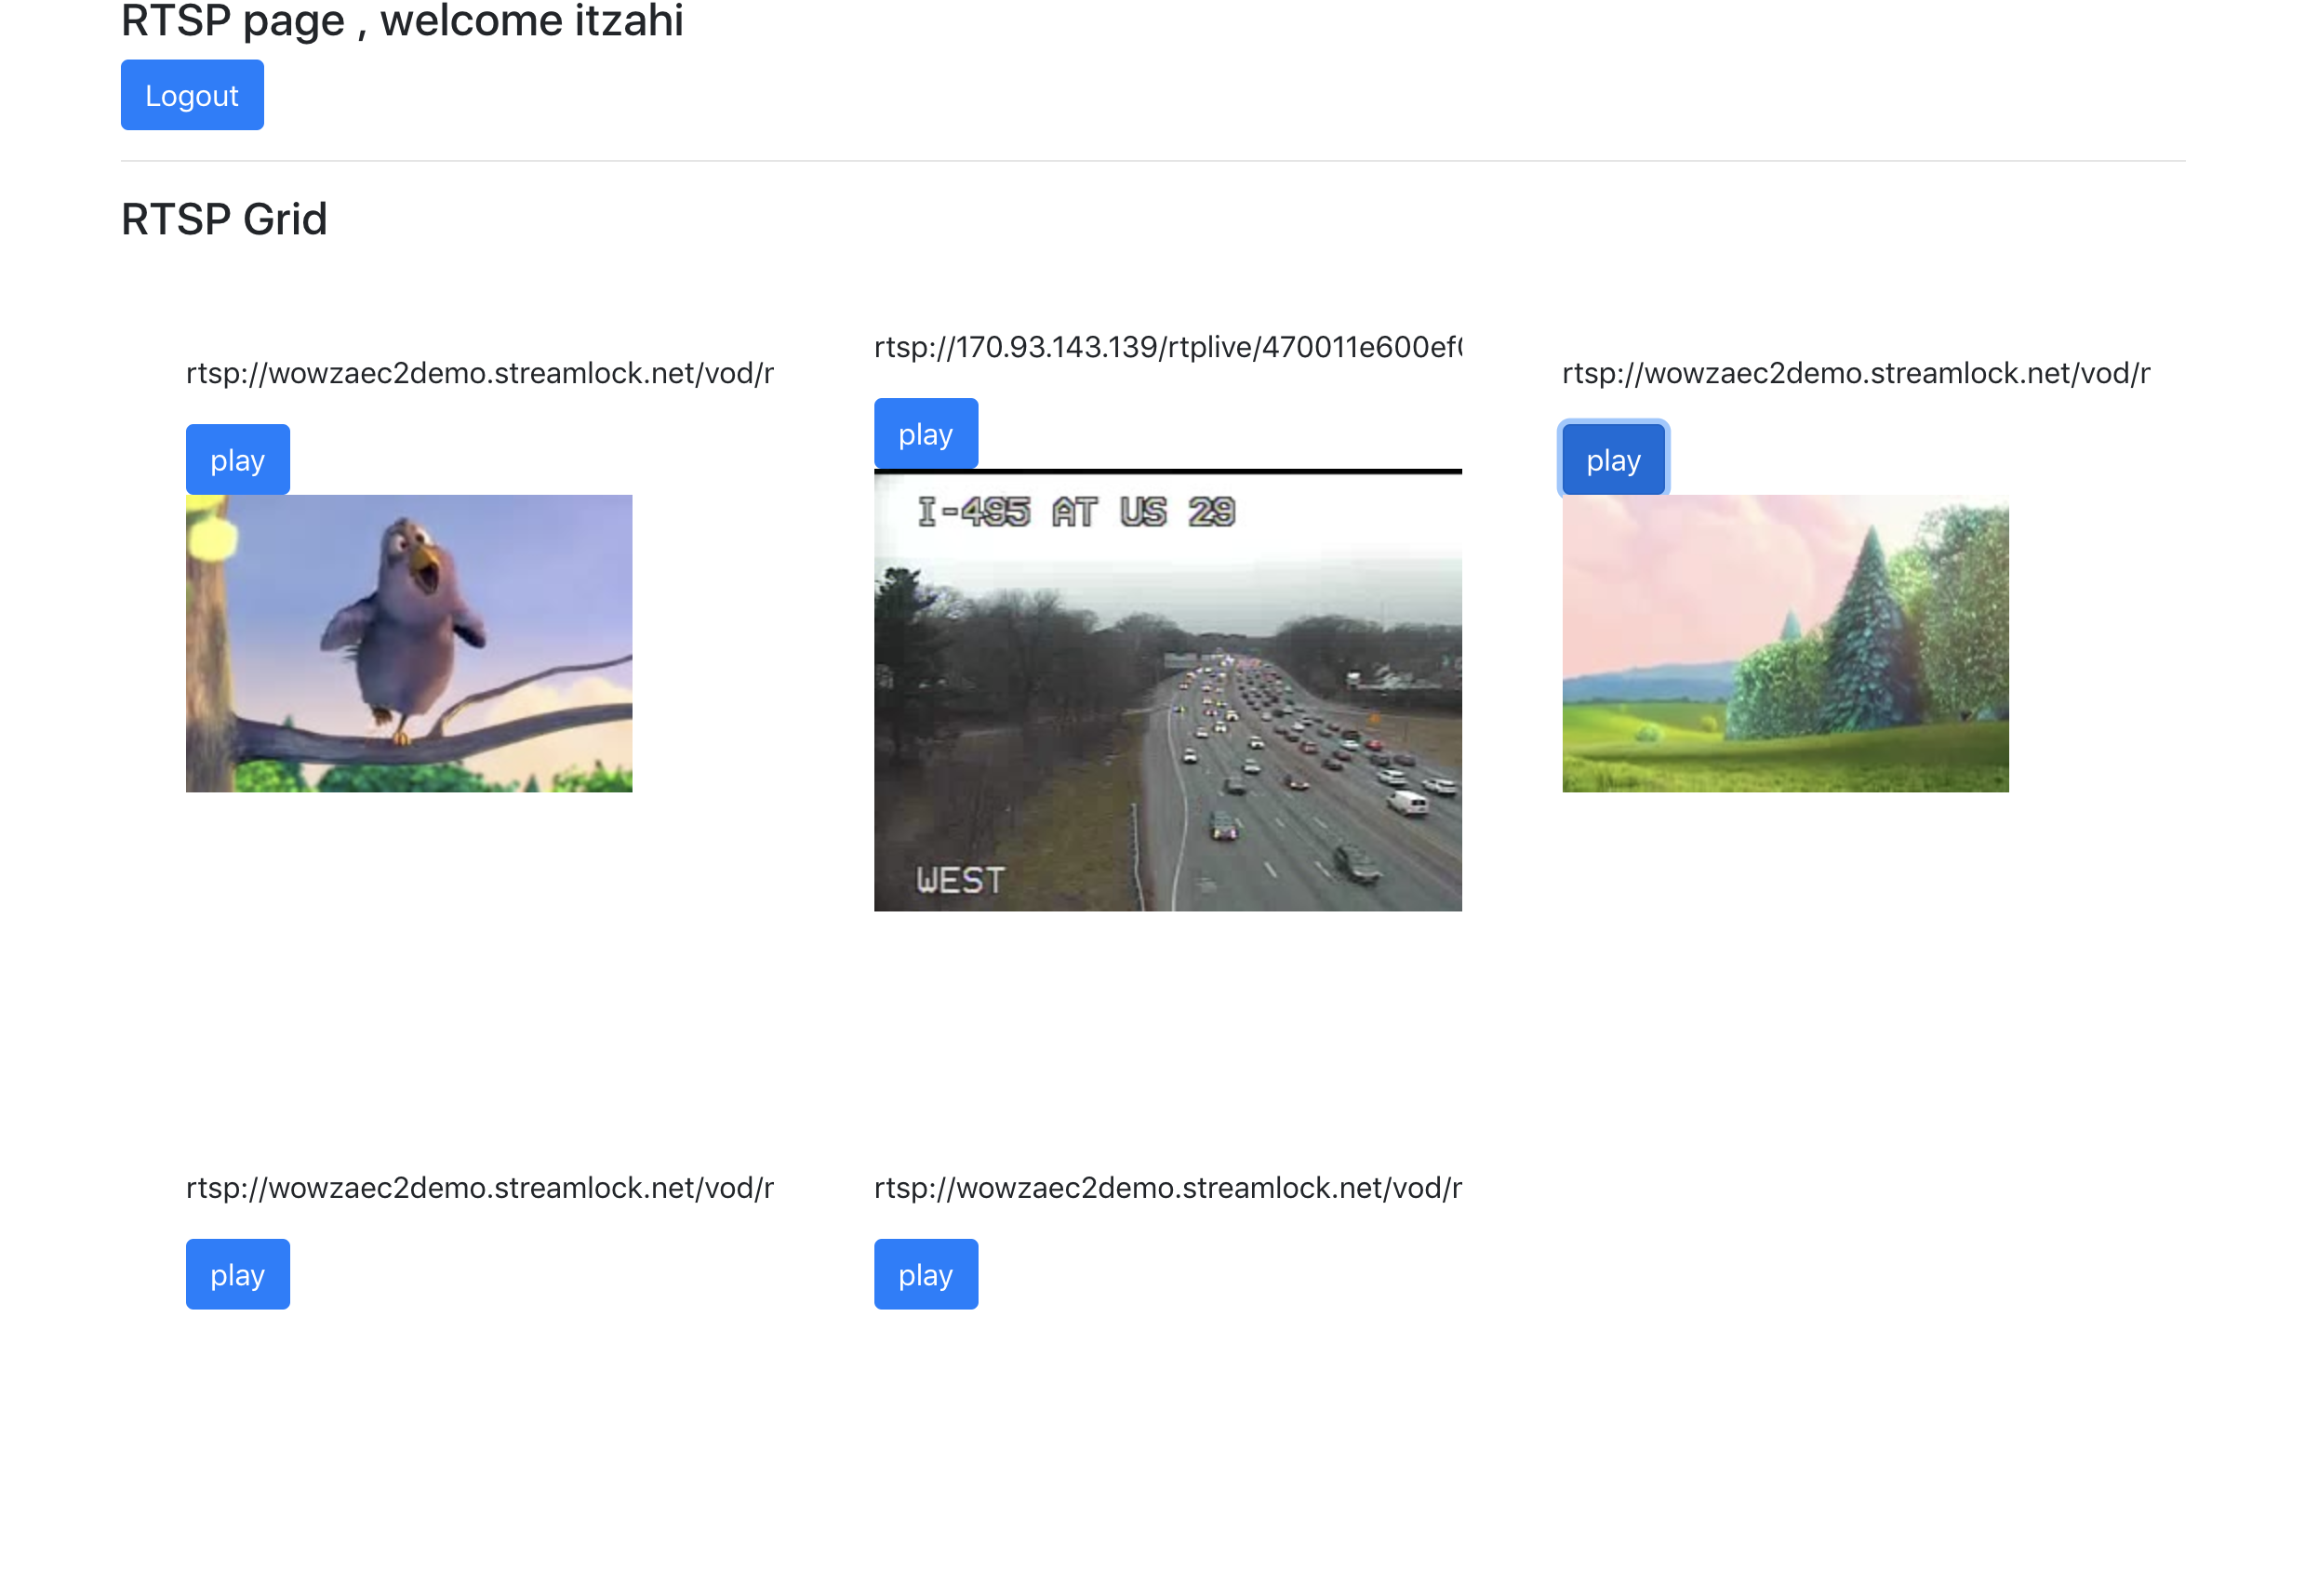 RTSP page , welcome itzahi
Logout
RTSP Grid
rtsp://wowzaec2demo.streamlock.net/vod/r
play
rtsp://170.93.143.139/rtplive/470011e600ef
play
I-495 AT US 29
WEST
rtsp://wowzaec2demo.streamlock.net/vod/r
play
rtsp://wowzaec2demo.streamlock.net/vod/r
play
rtsp://wowzaec2demo.streamlock.net/vod/r
play